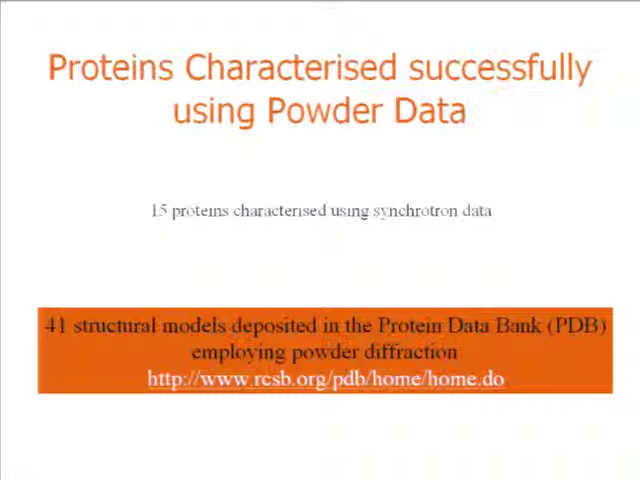 Proteins Characterised successfully
using Powder Data
15 proteins characterised using synchrotron data
41 structural models deposited in the Protein Data Bank (PDB)
employing powder diffraction
http://www.rcsb.org/pdb/home/home.do